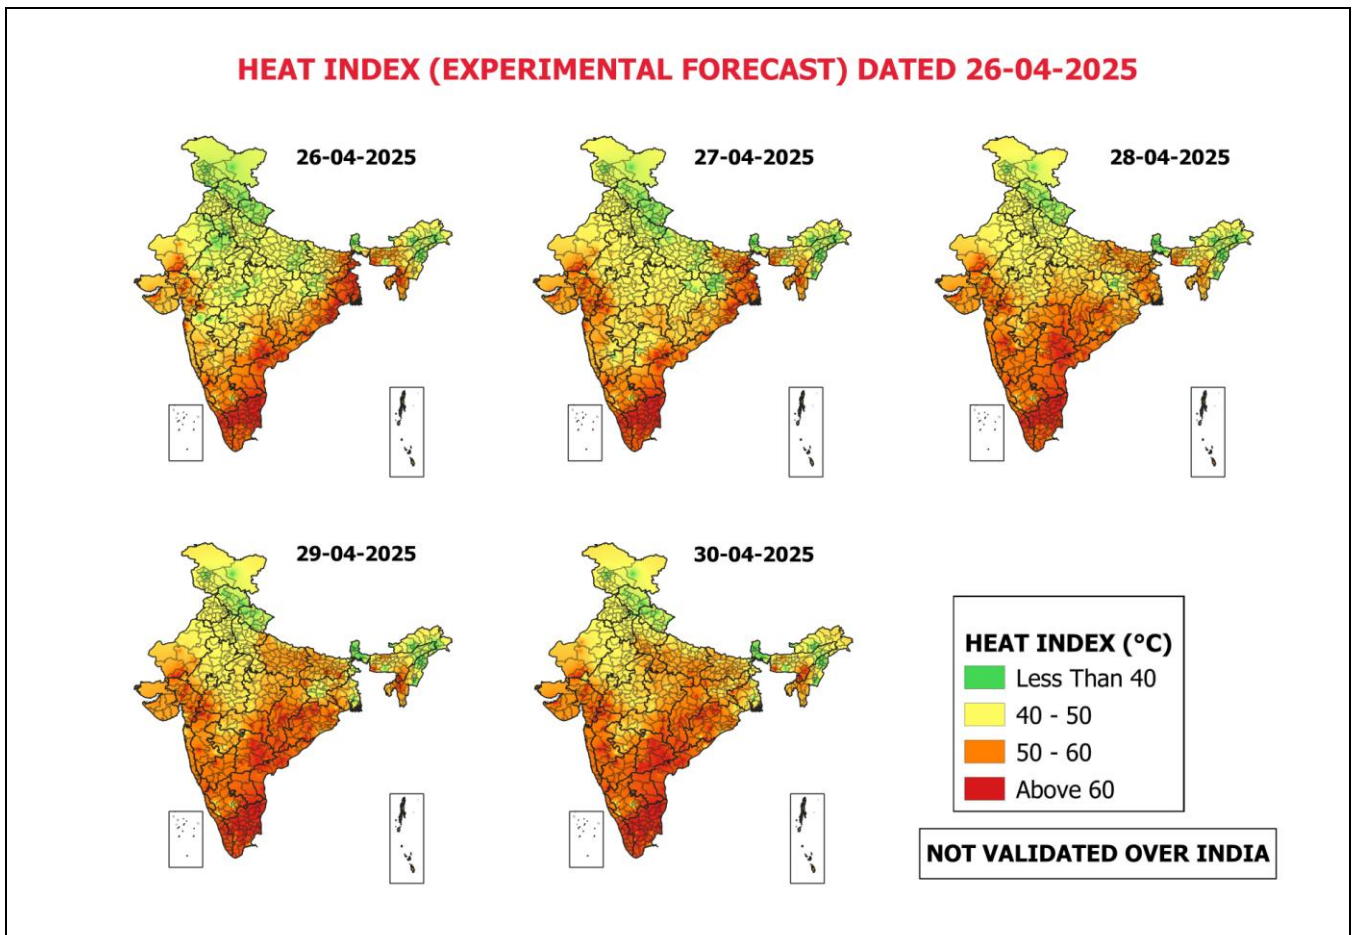 HEAT INDEX (EXPERIMENTAL FORECAST) DATED 26-04-2025
26-04-2025
27-04-2025
28-04-2025
29-04-2025
30-04-2025
HEAT INDEX (°C)
Less Than 40
40 - 50
50 - 60
Above 60
NOT VALIDATED OVER INDIA